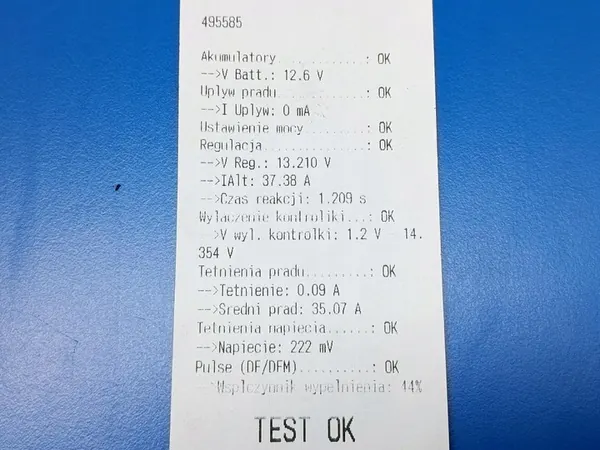 495585
Akumulatory...........: OK
-->V Batt.: 12.6 V
Uplyw pradu...........: OK
-->I Uplyw: 0 mA
Ustawienie mocy.......: OK
Regulacja.............: OK
-->V Reg.: 13.210 V
-->IAlt: 37.38 A
-->Czas reakcji: 1.209 s
Wylaczenie kontrolki...: OK
-->V wyl. kontrolki: 1.2 V - 14.
354 V
Tetnienia pradu.........: OK
-->Tetnienie: 0.09 A
-->Sredni prad: 35.07 A
Tetnienia napiecia......: OK
-->Napiecie: 222 mV
Pulse (DF/DFM)..........: OK
-->Wsplczynnik wypelnienia: 44%
TEST OK